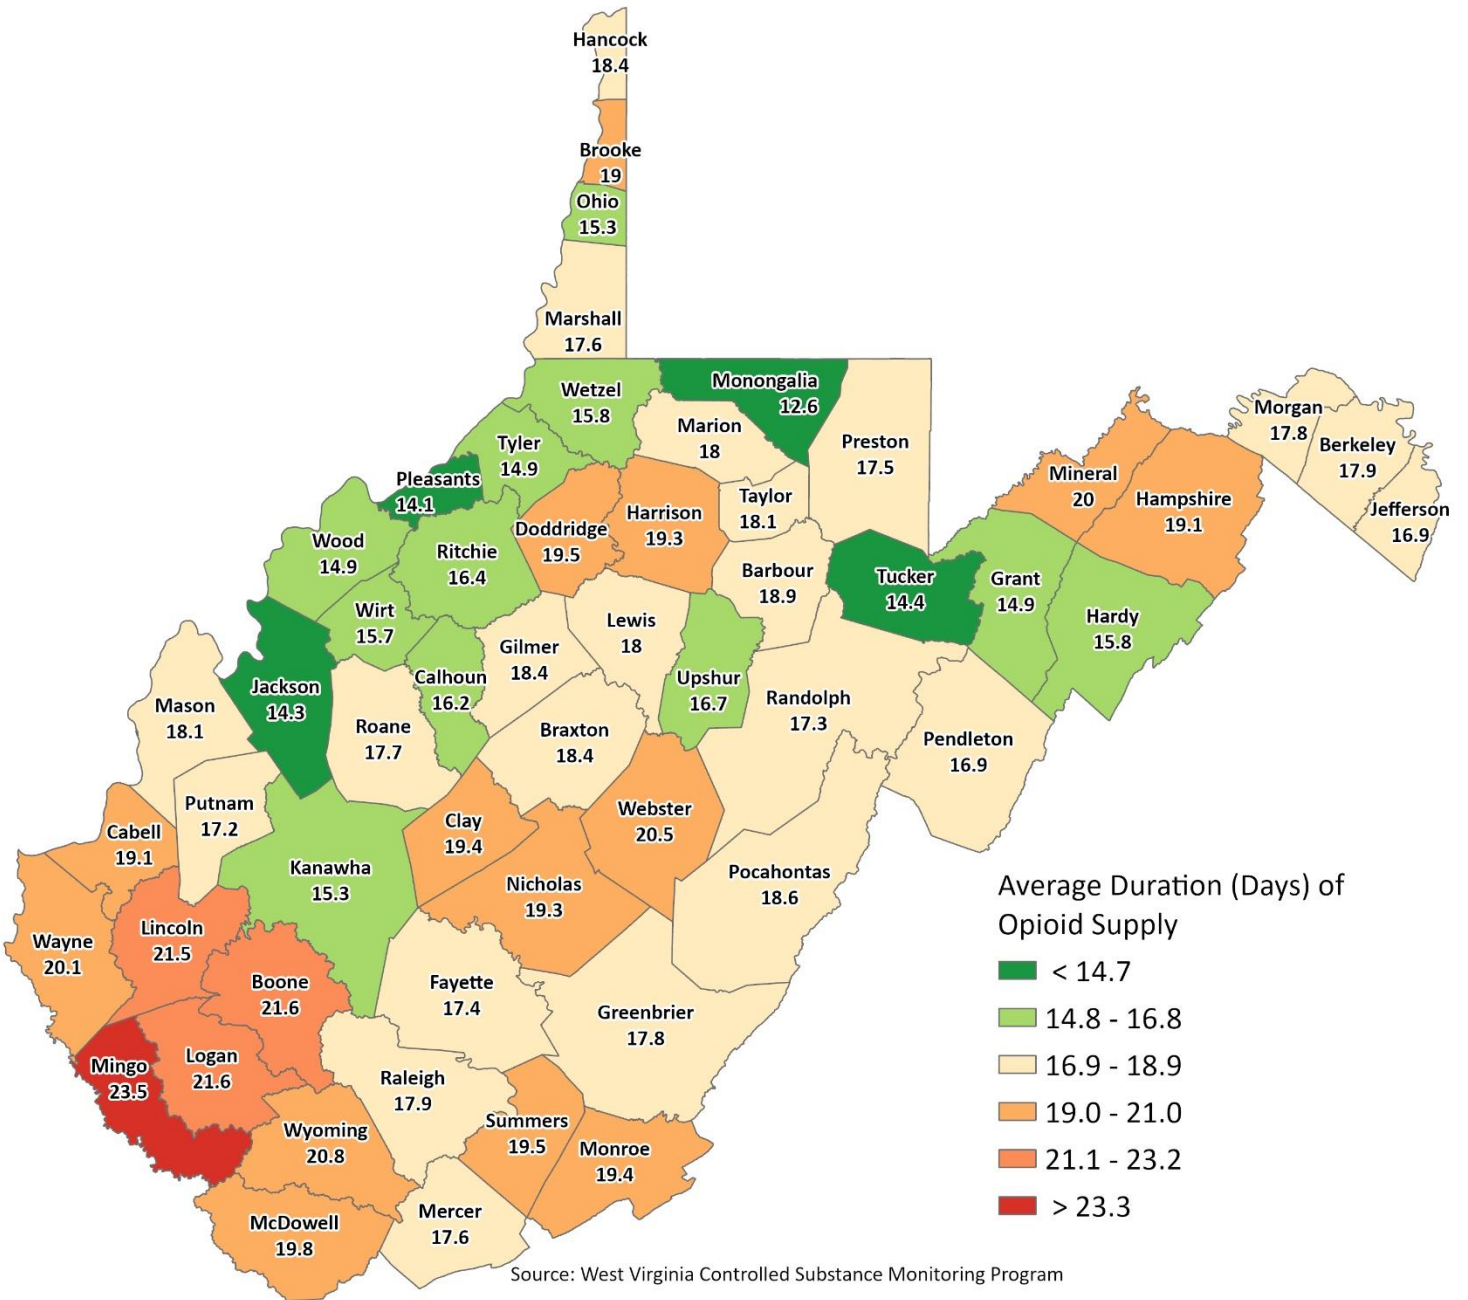 Hancock
18.4
Brooke
19
Ohio
15.3
Marshall
17.6
Wetzel
15.8
Monongalia
12.6
Marion
18
Preston
17.5
Tyler
14.9
Pleasants
14.1
Doddridge
19.5
Harrison
19.3
Taylor
18.1
Mineral
20
Hampshire
19.1
Morgan
17.8
Berkeley
17.9
Jefferson
16.9
Wood
14.9
Ritchie
16.4
Barbour
18.9
Tucker
14.4
Grant
14.9
Hardy
15.8
Wirt
15.7
Gilmer
18.4
Lewis
18
Calhoun
16.2
Upshur
16.7
Randolph
17.3
Jackson
14.3
Mason
18.1
Roane
17.7
Braxton
18.4
Pendleton
16.9
Putnam
17.2
Cabell
19.1
Clay
19.4
Webster
20.5
Kanawha
15.3
Nicholas
19.3
Pocahontas
18.6
Wayne
20.1
Lincoln
21.5
Boone
21.6
Fayette
17.4
Greenbrier
17.8
Mingo
23.5
Logan
21.6
Raleigh
17.9
Wyoming
20.8
Summers
19.5
Monroe
19.4
McDowell
19.8
Mercer
17.6
Average Duration (Days) of
Opioid Supply
< 14.7
14.8 - 16.8
16.9 - 18.9
19.0 - 21.0
21.1 - 23.2
> 23.3
Source: West Virginia Controlled Substance Monitoring Program